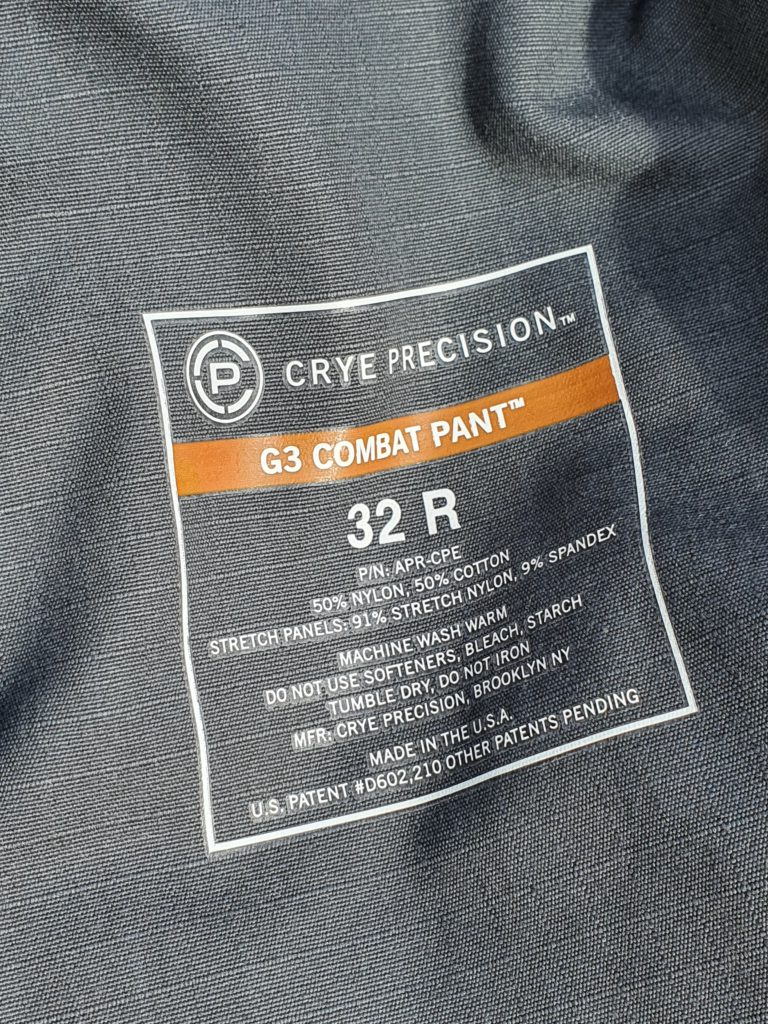 CP
CRYE PRECISION™
G3 COMBAT PANT™
32 R
P/N: APR-CPE
50% NYLON, 50% COTTON
STRETCH PANELS: 91% STRETCH NYLON, 9% SPANDEX
MACHINE WASH WARM
DO NOT USE SOFTENERS, BLEACH, STARCH
TUMBLE DRY, DO NOT IRON
MFR: CRYE PRECISION, BROOKLYN NY
MADE IN THE U.S.A.
U.S. PATENT #D602,210 OTHER PATENTS PENDING